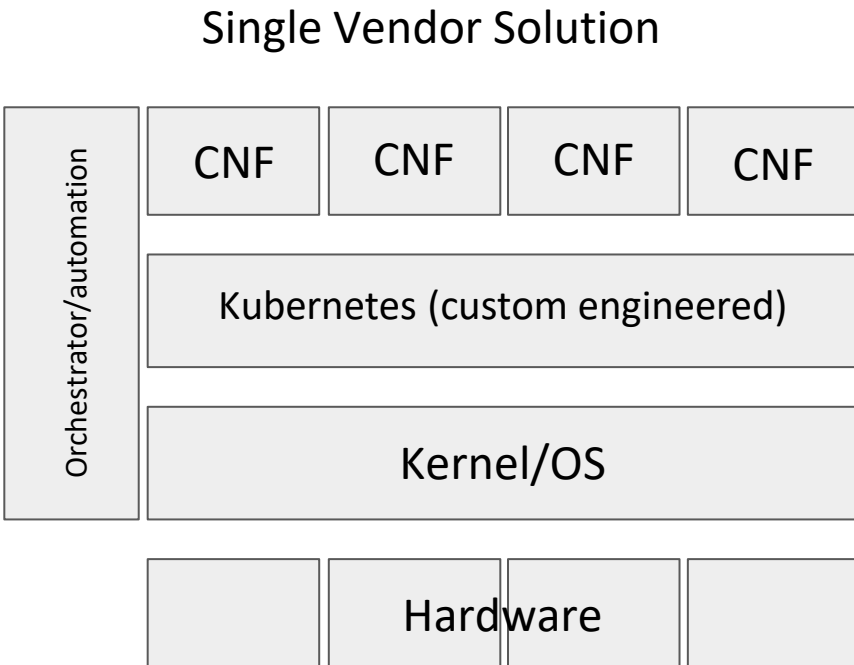 Single Vendor Solution
Orchestrator/automation
CNF
CNF
CNF
CNF
Kubernetes (custom engineered)
Kernel/OS
Hardware